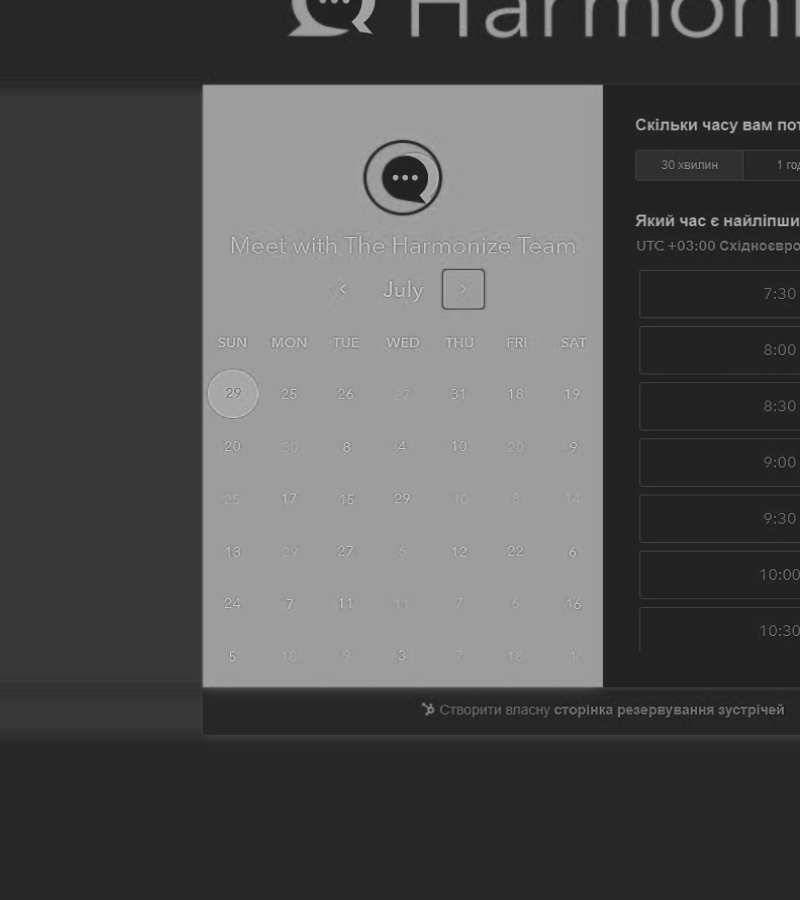 Harmoni
Meet with The Harmonize Team
July
SUN MON TUE WED THU FRI SAT
29 25 26 27 31 18 19
20 30 8 4 10 20 9
25 17 15 29 10 8 14
13 29 27 6 12 22 6
24 7 11 11 7 6 16
5 18 9 3 7 18 1
Скільки часу вам пот
30 хвилин 1 год
Який час є найліпши
UTC +03:00 Східноєвро
7:30
8:00
8:30
9:00
9:30
10:00
10:30
Створити власну сторінка резервування зустрічей